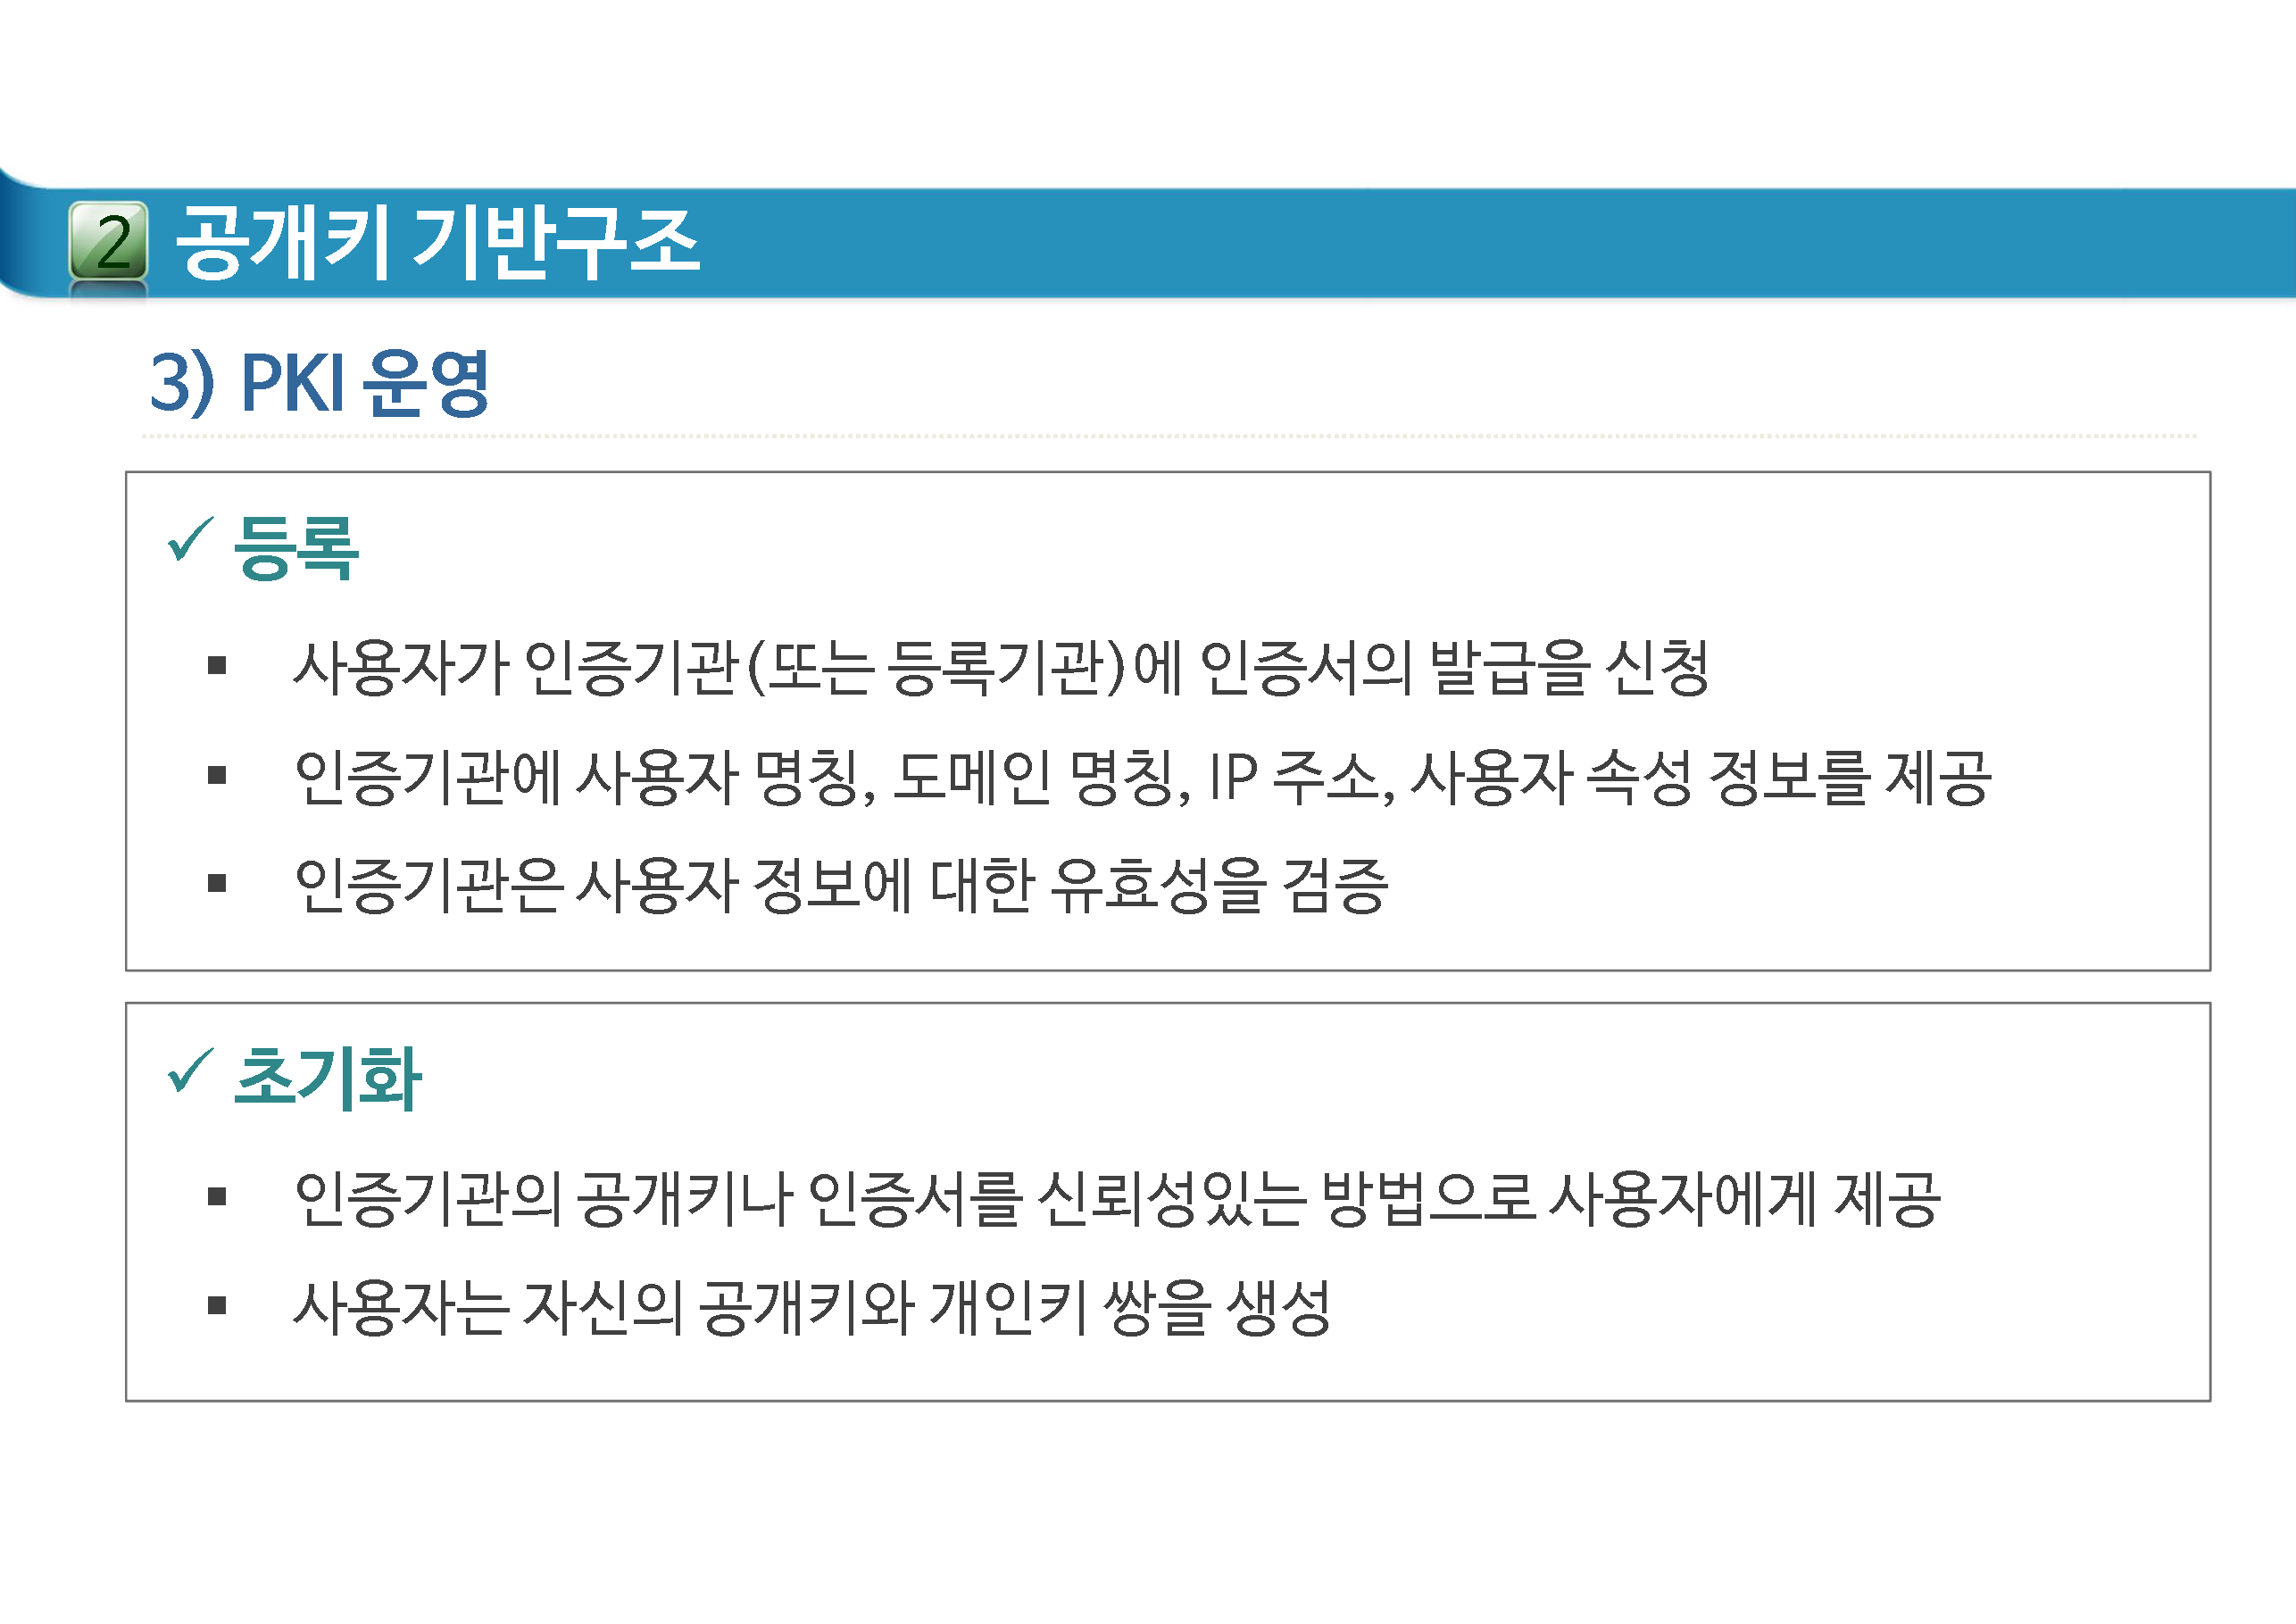 2 공개키 기반구조
3) PKI 운영
✓ 등록
▪ 사용자가 인증기관(또는 등록기관)에 인증서의 발급을 신청
▪ 인증기관에 사용자 명칭, 도메인 명칭, IP 주소, 사용자 속성 정보를 제공
▪ 인증기관은 사용자 정보에 대한 유효성을 검증
✓ 초기화
▪ 인증기관의 공개키나 인증서를 신뢰성있는 방법으로 사용자에게 제공
▪ 사용자는 자신의 공개키와 개인키 쌍을 생성